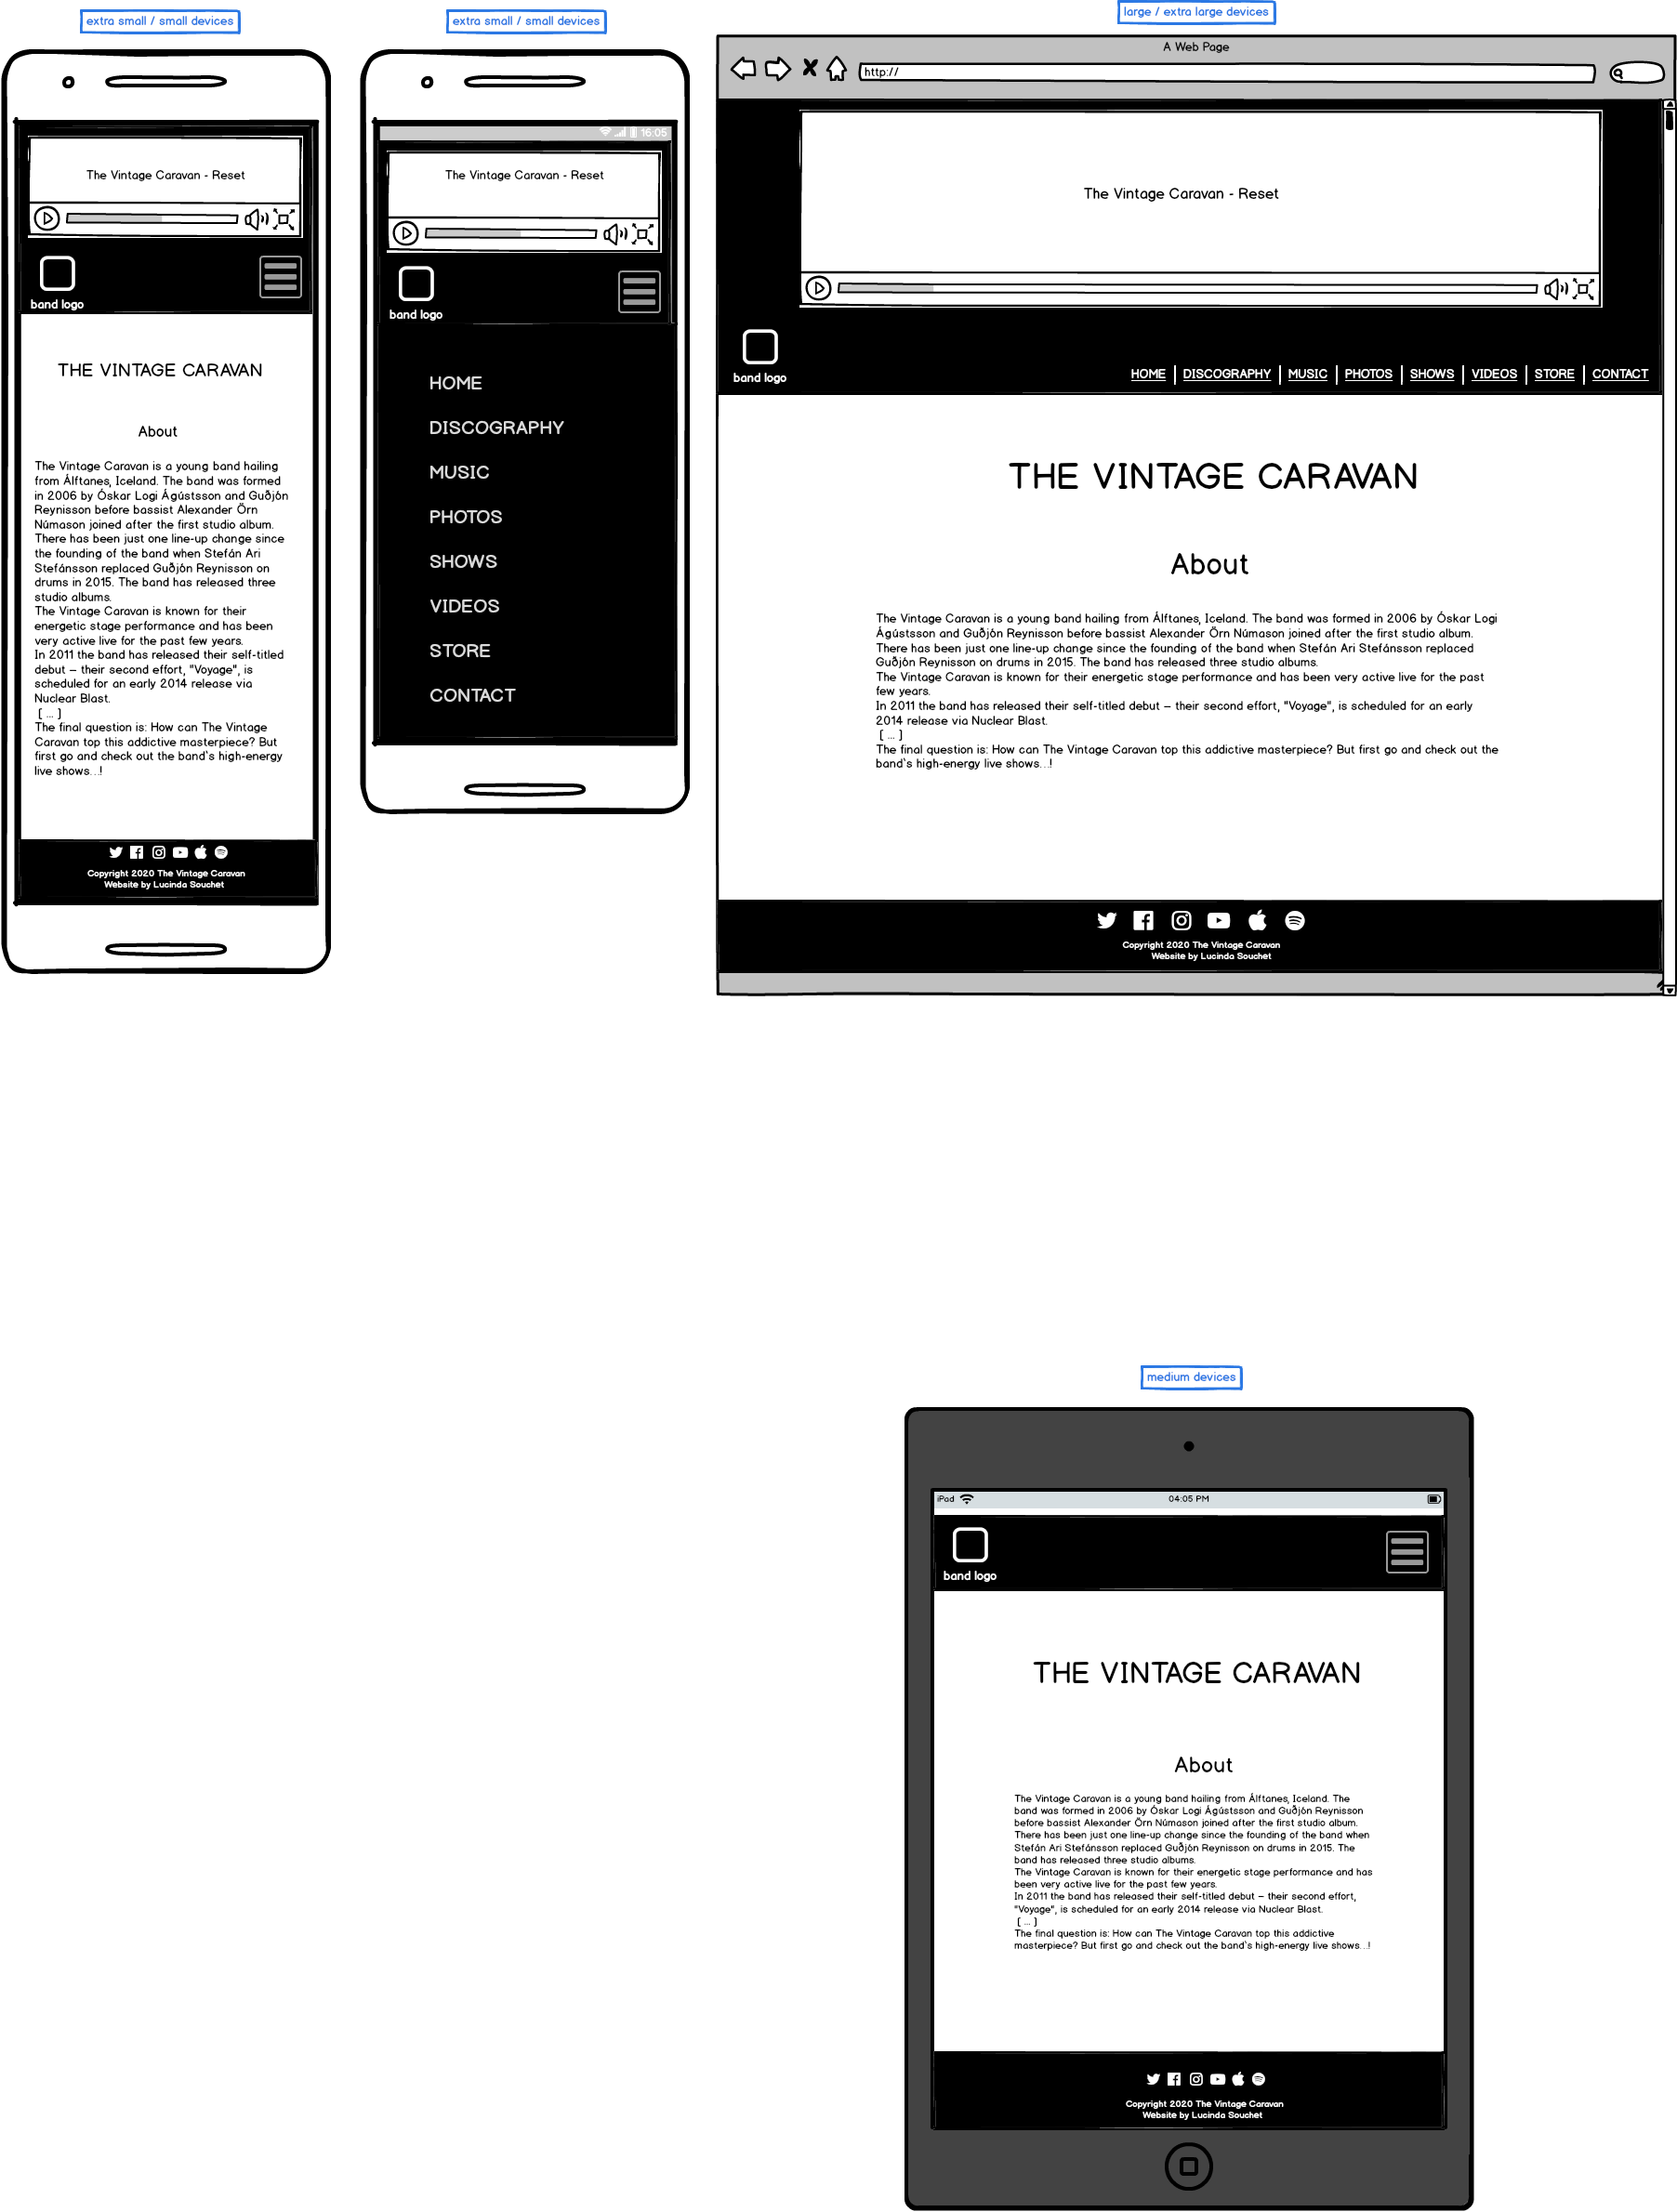 extra small / small devices
The Vintage Caravan - Reset
band logo
THE VINTAGE CARAVAN
About
The Vintage Caravan is a young band hailing
from Álftanes, Iceland. The band was formed
in 2006 by Óskar Logi Ágústsson and Guðjón
Reynisson before bassist Alexander Örn
Númason joined after the first studio album.
There has been just one line-up change since
the founding of the band when Stefán Ari
Stefánsson replaced Guðjón Reynisson on
drums in 2015. The band has released three
studio albums.
The Vintage Caravan is known for their
energetic stage performance and has been
very active live for the past few years.
In 2011 the band has released their self-titled
debut – their second effort, "Voyage", is
scheduled for an early 2014 release via
Nuclear Blast.
[ ... ]
The final question is: How can The Vintage
Caravan top this addictive masterpiece? But
first go and check out the band`s high-energy
live shows…!
Copyright 2020 The Vintage Caravan
Website by Lucinda Souchet
extra small / small devices
16:05
The Vintage Caravan - Reset
band logo
HOME
DISCOGRAPHY
MUSIC
PHOTOS
SHOWS
VIDEOS
STORE
CONTACT
large / extra large devices
A Web Page
http://
The Vintage Caravan - Reset
band logo
HOME | DISCOGRAPHY | MUSIC | PHOTOS | SHOWS | VIDEOS | STORE | CONTACT
THE VINTAGE CARAVAN
About
The Vintage Caravan is a young band hailing from Álftanes, Iceland. The band was formed in 2006 by Óskar Logi
Ágústsson and Guðjón Reynisson before bassist Alexander Örn Númason joined after the first studio album.
There has been just one line-up change since the founding of the band when Stefán Ari Stefánsson replaced
Guðjón Reynisson on drums in 2015. The band has released three studio albums.
The Vintage Caravan is known for their energetic stage performance and has been very active live for the past
few years.
In 2011 the band has released their self-titled debut – their second effort, "Voyage", is scheduled for an early
2014 release via Nuclear Blast.
[ ... ]
The final question is: How can The Vintage Caravan top this addictive masterpiece? But first go and check out the
band`s high-energy live shows…!
Copyright 2020 The Vintage Caravan
Website by Lucinda Souchet
medium devices
iPad
04:05 PM
band logo
THE VINTAGE CARAVAN
About
The Vintage Caravan is a young band hailing from Álftanes, Iceland. The
band was formed in 2006 by Óskar Logi Ágústsson and Guðjón Reynisson
before bassist Alexander Örn Númason joined after the first studio album.
There has been just one line-up change since the founding of the band when
Stefán Ari Stefánsson replaced Guðjón Reynisson on drums in 2015. The
band has released three studio albums.
The Vintage Caravan is known for their energetic stage performance and has
been very active live for the past few years.
In 2011 the band has released their self-titled debut – their second effort,
"Voyage", is scheduled for an early 2014 release via Nuclear Blast.
[ ... ]
The final question is: How can The Vintage Caravan top this addictive
masterpiece? But first go and check out the band`s high-energy live shows…!
Copyright 2020 The Vintage Caravan
Website by Lucinda Souchet